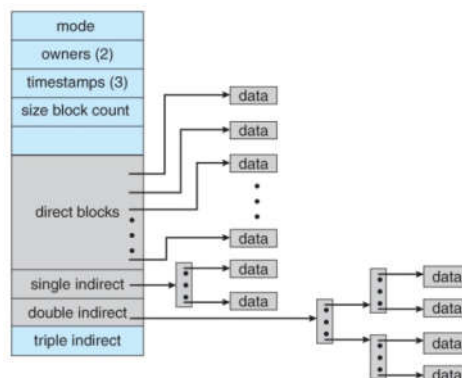 mode
owners (2)
timestamps (3)
size block count
direct blocks
single indirect
double indirect
triple indirect
data
data
data
data
data
data
data
data
data
data